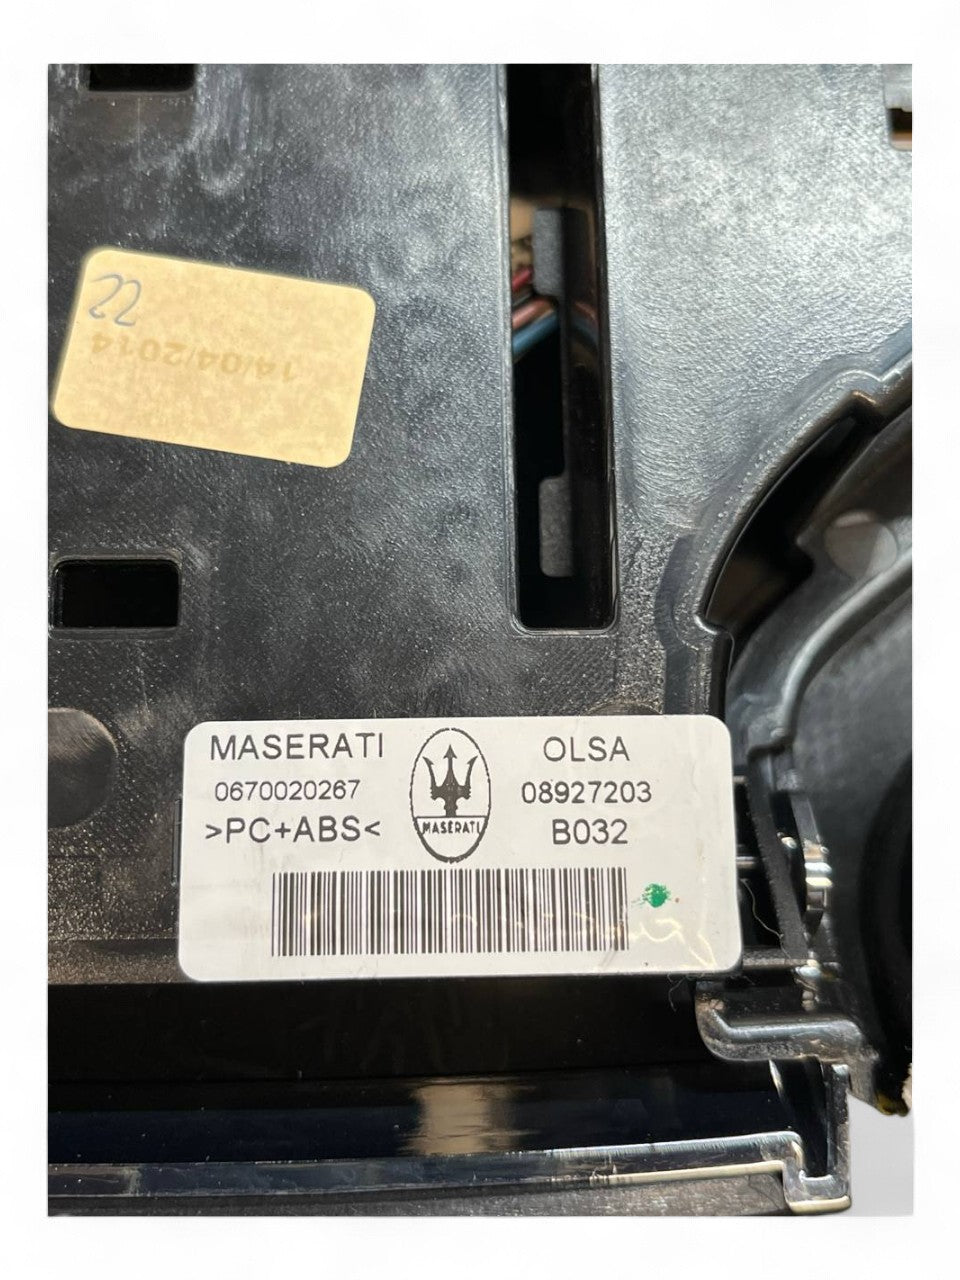 22
14/04/2014
MASERATI
0670020267
>PC+ABS<
MASERATI
OLSA
08927203
B032